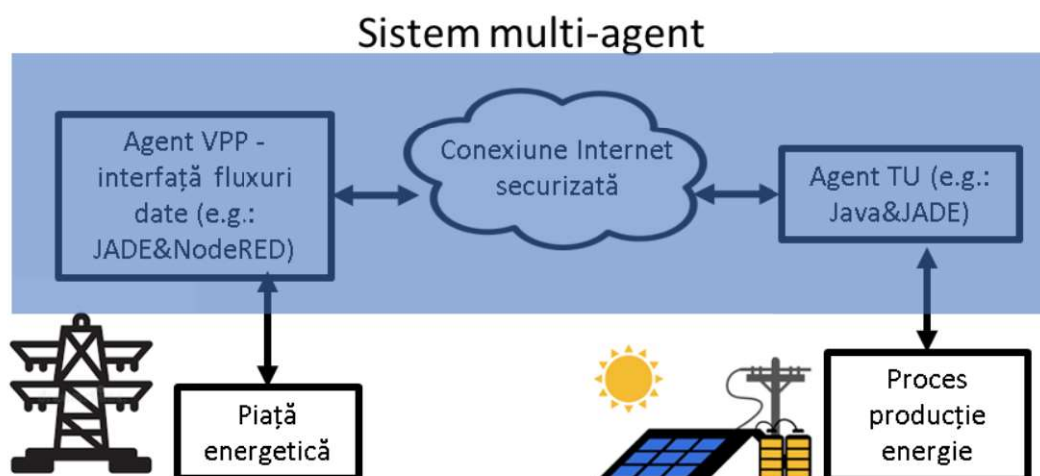 Sistem multi-agent
Agent VPP -
interfață fluxuri
date (e.g.:
JADE&NodeRED)
Conexiune Internet
securizată
Agent TU (e.g.:
Java&JADE)
Piață
energetică
Proces
producție
energie